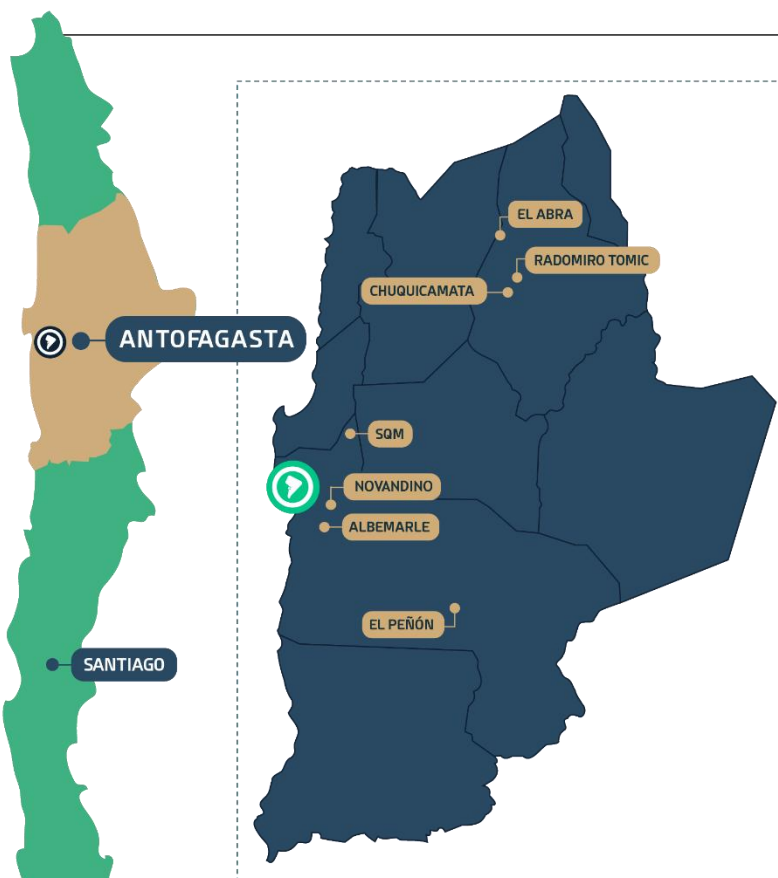 ANTOFAGASTA
SANTIAGO
EL ABRA
RADOMIRO TOMIC
CHUQUICAMATA
SQM
NOVANDINO
ALBEMARLE
EL PEÑÓN